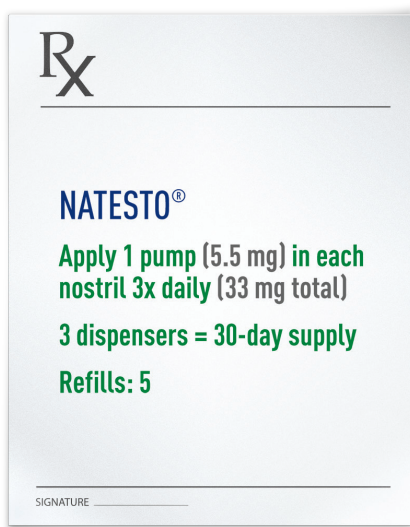 Rx
NATESTO®
Apply 1 pump (5.5 mg) in each
nostril 3x daily (33 mg total)
3 dispensers = 30-day supply
Refills: 5
SIGNATURE